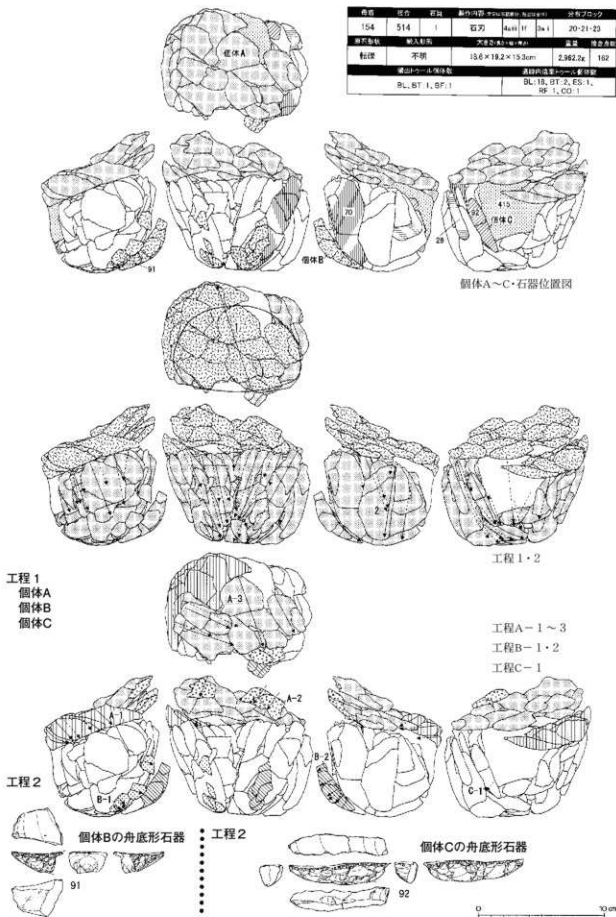 154 514 1 石刃 20・21・23
転礫 不明 18.6×19.2×15.3cm 2,962.2g 162
BL、BT:1、BF:1
BL:18、BT:2、ES:1、
RF:1、CO:1
個体A
70
415
個体C
92
28
91
個体B
個体A～C・石器位置図
2
工程1・2
工程1
個体A
個体B
個体C
A-3
工程A-1～3
工程B-1・2
工程C-1
A-2
B-2
B-1
C-1
工程2
個体Bの舟底形石器
91
工程2
個体Cの舟底形石器
92
0
10cm